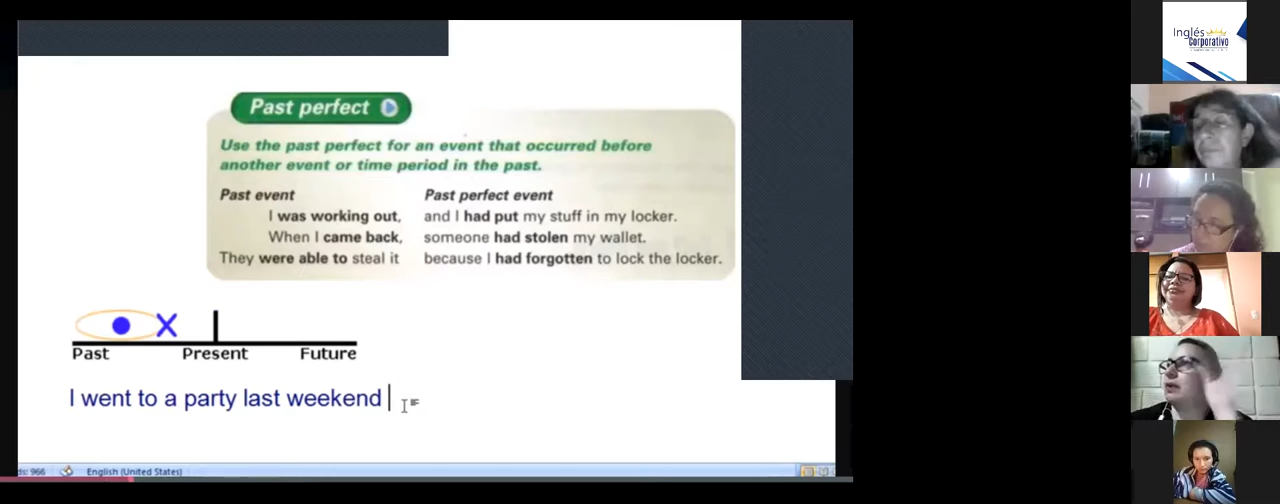 Past perfect
Use the past perfect for an event that occurred before
another event or time period in the past.
Past event Past perfect event
I was working out, and I had put my stuff in my locker.
When I came back, someone had stolen my wallet.
They were able to steal it because I had forgotten to lock the locker.
Past Present Future
I went to a party last weekend
ds: 966 English (United States)
Inglés
Corporativo